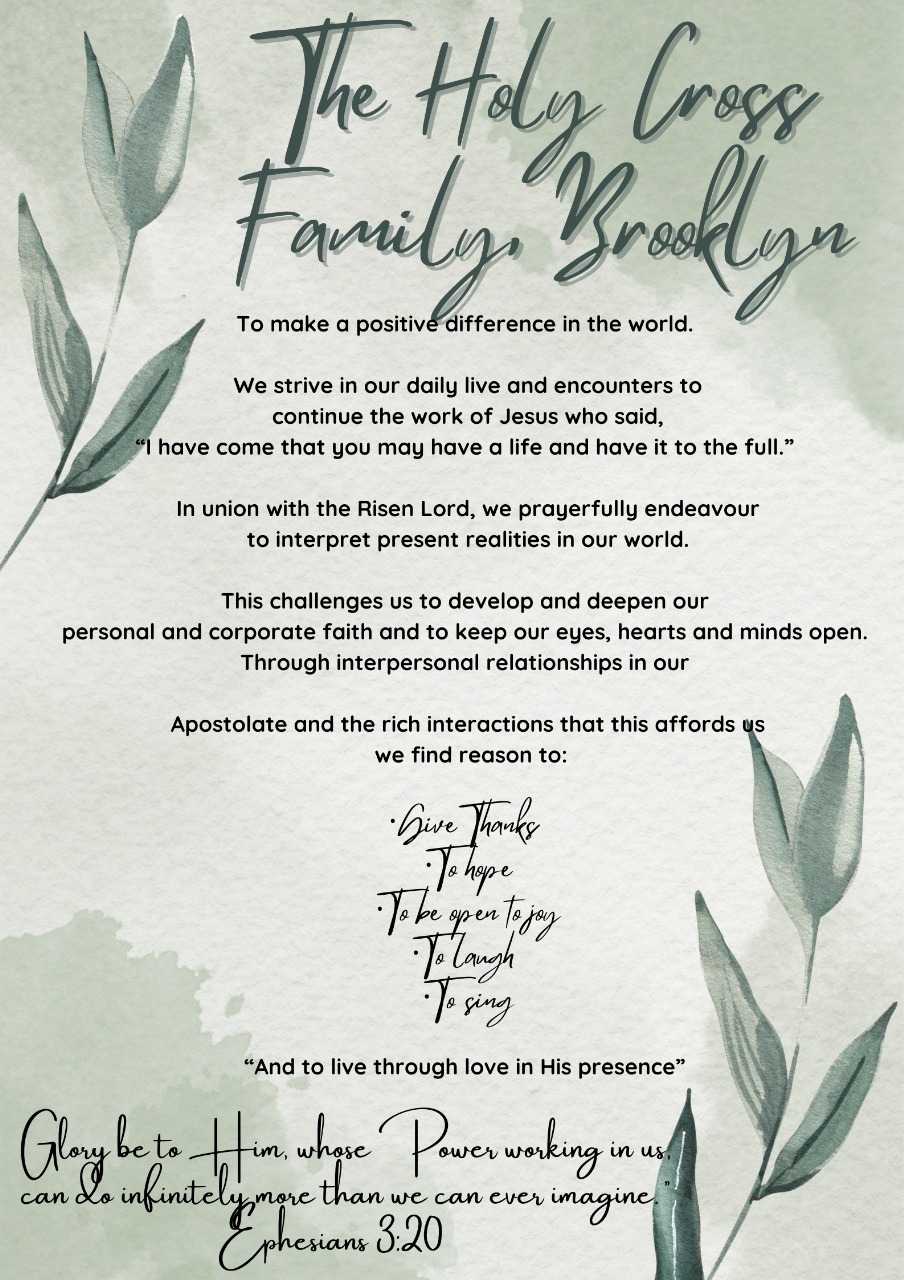 The Holy Cross
Family, Brooklyn
To make a positive difference in the world.
We strive in our daily live and encounters to
continue the work of Jesus who said,
“I have come that you may have a life and have it to the full.”
In union with the Risen Lord, we prayerfully endeavour
to interpret present realities in our world.
This challenges us to develop and deepen our
personal and corporate faith and to keep our eyes, hearts and minds open.
Through interpersonal relationships in our
Apostolate and the rich interactions that this affords us
we find reason to:
·Give Thanks
·To hope
·To be open to joy
·To laugh
·To sing
“And to live through love in His presence”
Glory be to Him, whose Power working in us,
can do infinitely more than we can ever imagine.”
Ephesians 3:20